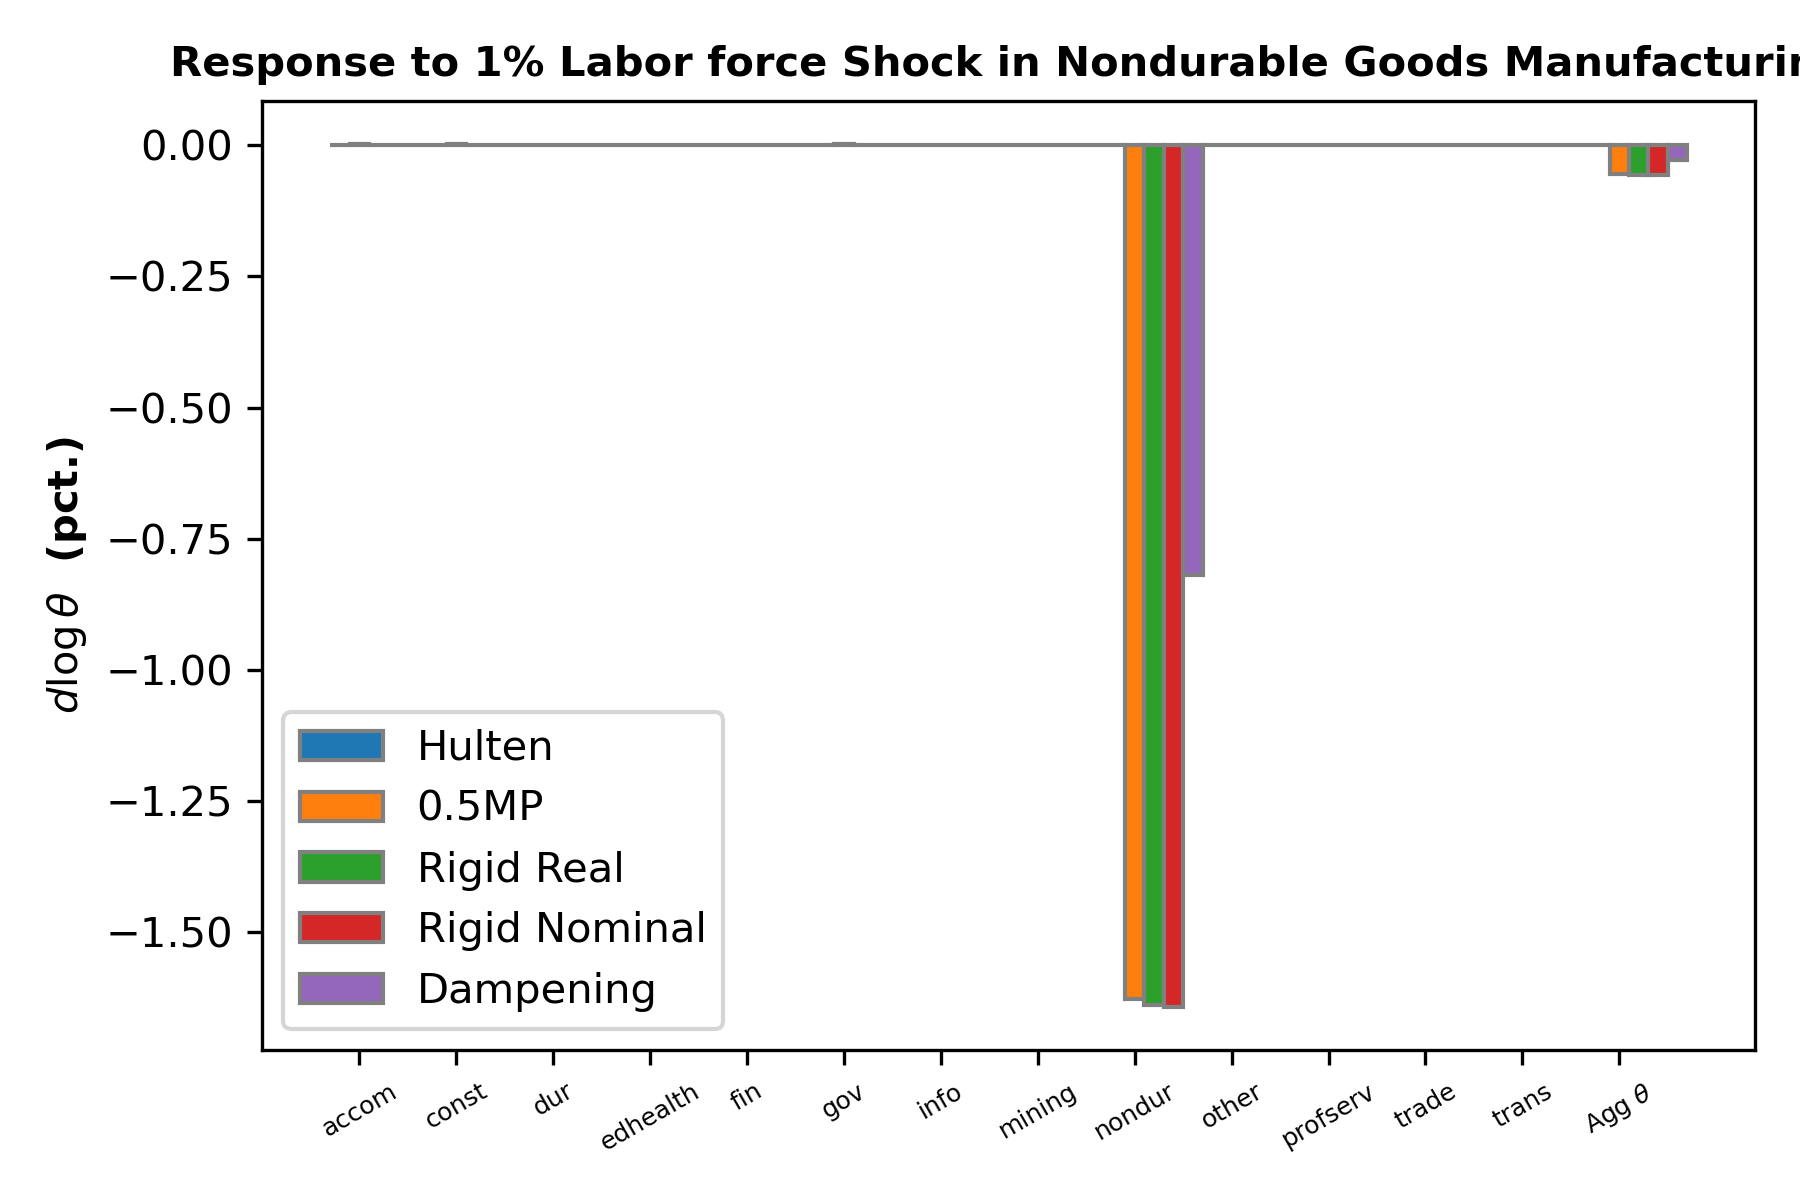 Response to 1% Labor force Shock in Nondurable Goods Manufacturin
0.00
−0.25
−0.50
−0.75
−1.00
−1.25
−1.50
d log θ (pct.)
Hulten
0.5MP
Rigid Real
Rigid Nominal
Dampening
accom
const
dur
edhealth
fin
gov
info
mining
nondur
other
profserv
trade
trans
Agg θ